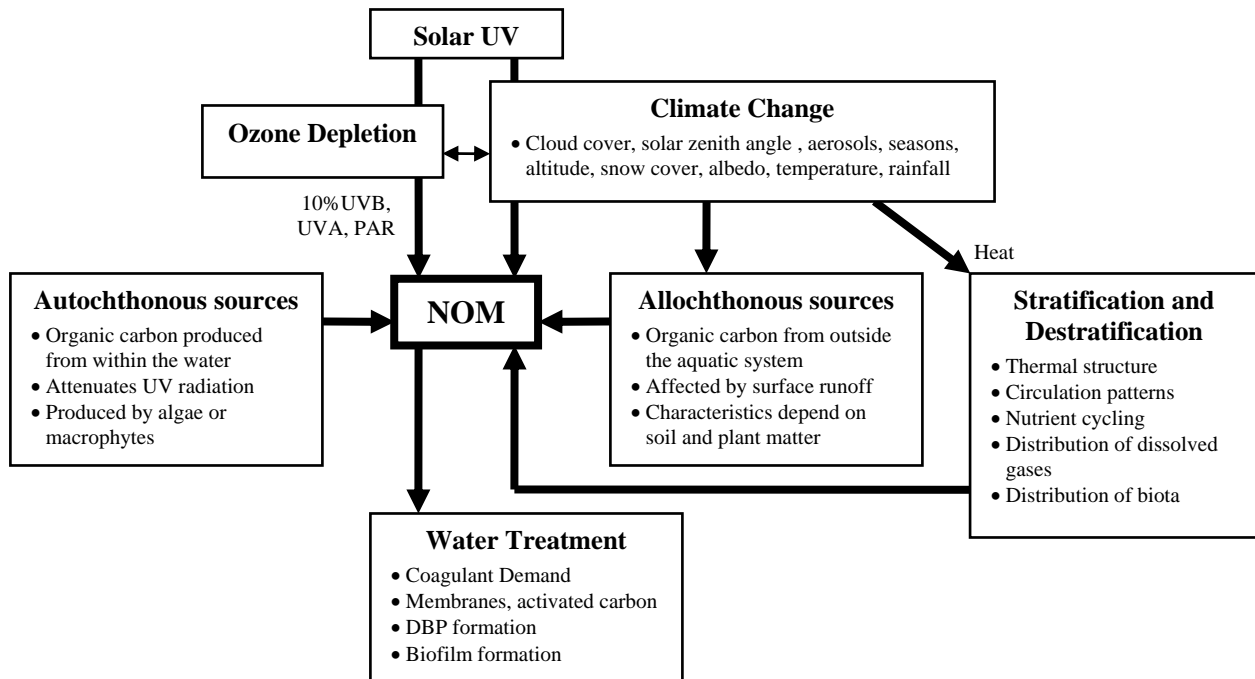 Solar UV
Ozone Depletion
Climate Change
• Cloud cover, solar zenith angle , aerosols, seasons,
altitude, snow cover, albedo, temperature, rainfall
10% UVB,
UVA, PAR
Heat
Autochthonous sources
• Organic carbon produced
from within the water
• Attenuates UV radiation
• Produced by algae or
macrophytes
NOM
Allochthonous sources
• Organic carbon from outside
the aquatic system
• Affected by surface runoff
• Characteristics depend on
soil and plant matter
Stratification and
Destratification
• Thermal structure
• Circulation patterns
• Nutrient cycling
• Distribution of dissolved
gases
• Distribution of biota
Water Treatment
• Coagulant Demand
• Membranes, activated carbon
• DBP formation
• Biofilm formation